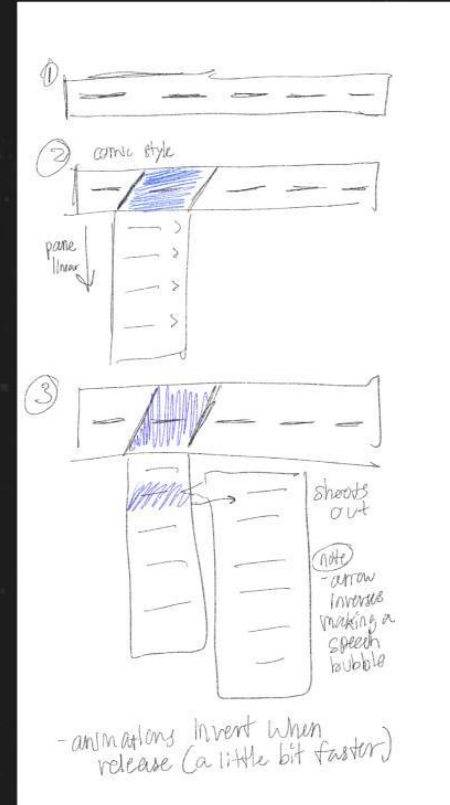 1
2 comic style
pane
linear
3
shoots
out
note
- arrow
inverses
making a
speech
bubble
- animations invert when
release (a little bit faster)